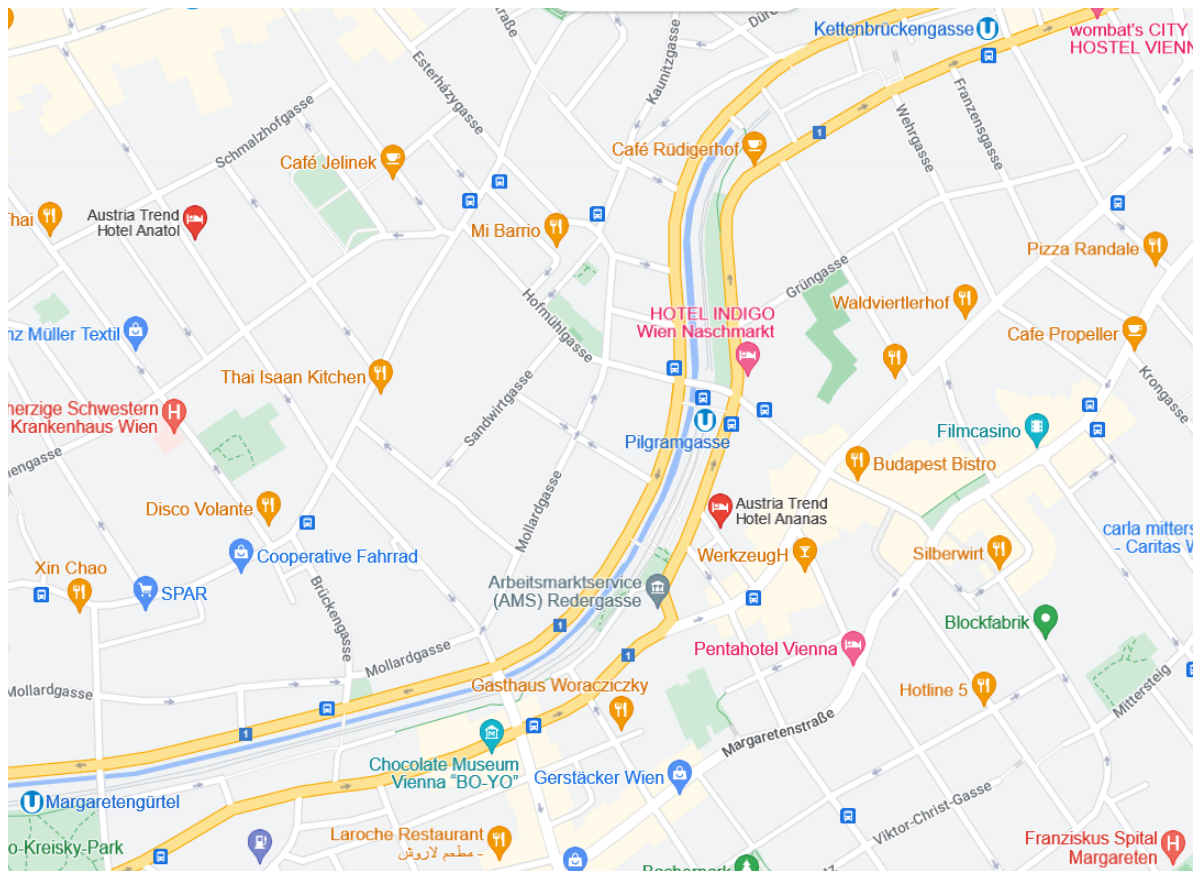 Kettenbrückengasse
wombat's CITY
HOSTEL VIENN
Kaunitzgasse
Esterházygasse
Schmalzhofgasse
Café Jelinek
Café Rüdigerhof
1
Wehrgasse
Franzensgasse
Thai
Austria Trend
Hotel Anatol
Mi Barrio
Pizza Randale
Grüngasse
Waldviertlerhof
HOTEL INDIGO
Wien Naschmarkt
Hofmühlgasse
nz Müller Textil
Cafe Propeller
Thai Isaan Kitchen
Krongasse
herzige Schwestern
Krankenhaus Wien
H
Sandwirtgasse
Pilgramgasse
U
Filmcasino
Budapest Bistro
Mollardgasse
Disco Volante
Austria Trend
Hotel Ananas
carla mitters
- Caritas W
Cooperative Fahrrad
WerkzeugH
Silberwirt
Xin Chao
SPAR
Arbeitsmarktservice
(AMS) Redergasse
Brückengasse
Blockfabrik
1
1
Mollardgasse
Pentahotel Vienna
Mollardgasse
Gasthaus Woracziczky
Hotline 5
Mittersteig
1
Margaretenstraße
Chocolate Museum
Vienna "BO-YO"
Gerstäcker Wien
U
Margaretengürtel
Viktor-Christ-Gasse
o-Kreisky-Park
Laroche Restaurant
- مطعم لاروش
Franziskus Spital
Margareten
H